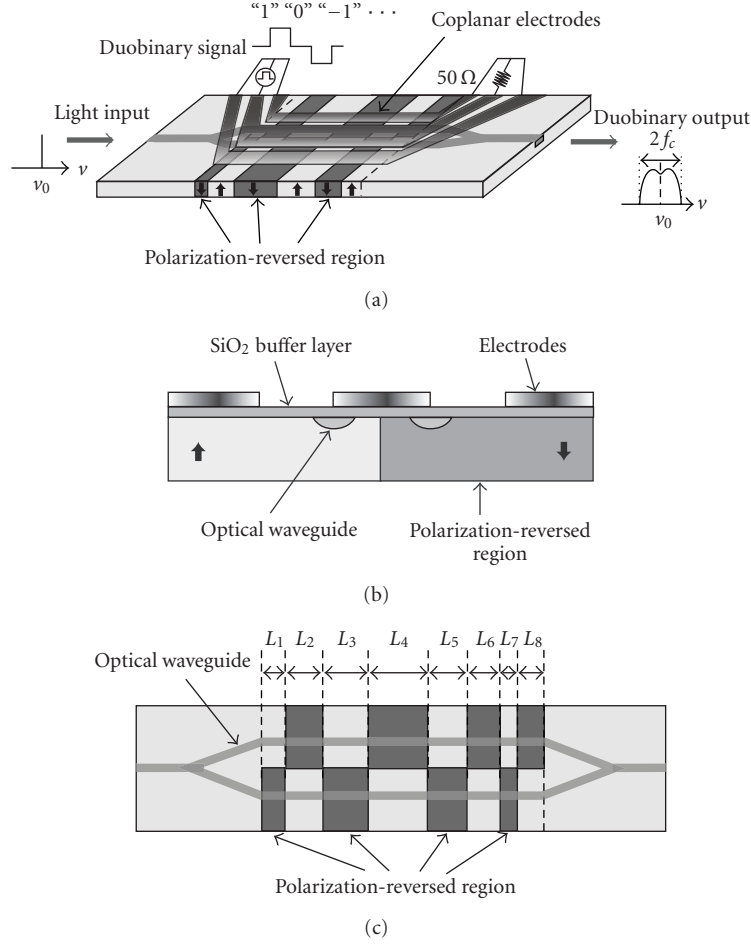 “1” “0” “−1” · · ·
Coplanar electrodes
Duobinary signal
50 Ω
Light input
Duobinary output
2 f_c
ν
ν₀
ν
ν₀
Polarization-reversed region
(a)
SiO₂ buffer layer
Electrodes
Optical waveguide
Polarization-reversed
region
(b)
L₁ L₂ L₃ L₄ L₅ L₆ L₇ L₈
Optical waveguide
Polarization-reversed region
(c)